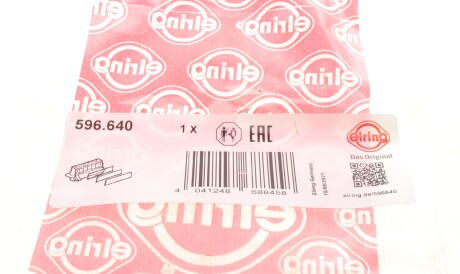 elring
elring
elring
elring
596.640
1 X
EAC
elring
Das Original
4 041248 688458
Elring Germany
elring.de/596640
elring
elring
elring